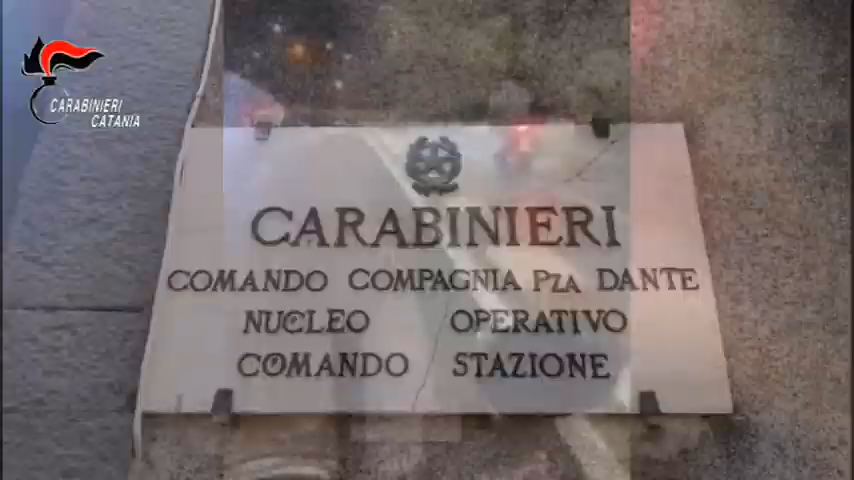 CARABINIERI
CATANIA
CARABINIERI
COMANDO COMPAGNIA PZA DANTE
NUCLEO OPERATIVO
COMANDO STAZIONE